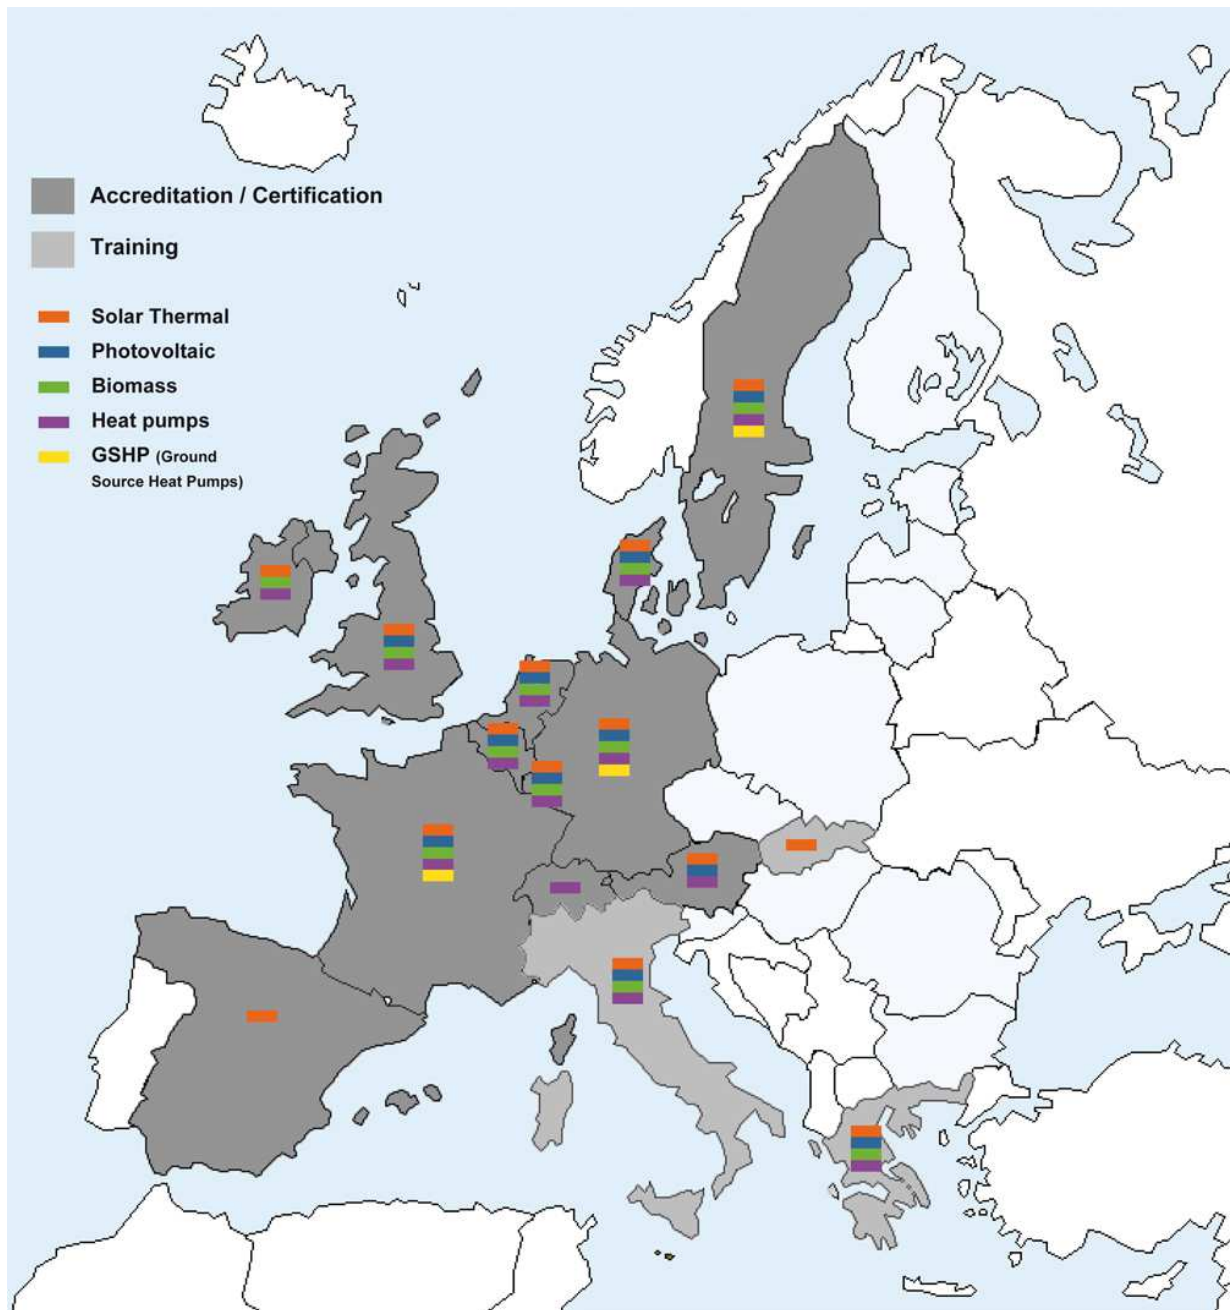 Accreditation / Certification
Training
Solar Thermal
Photovoltaic
Biomass
Heat pumps
GSHP (Ground
Source Heat Pumps)